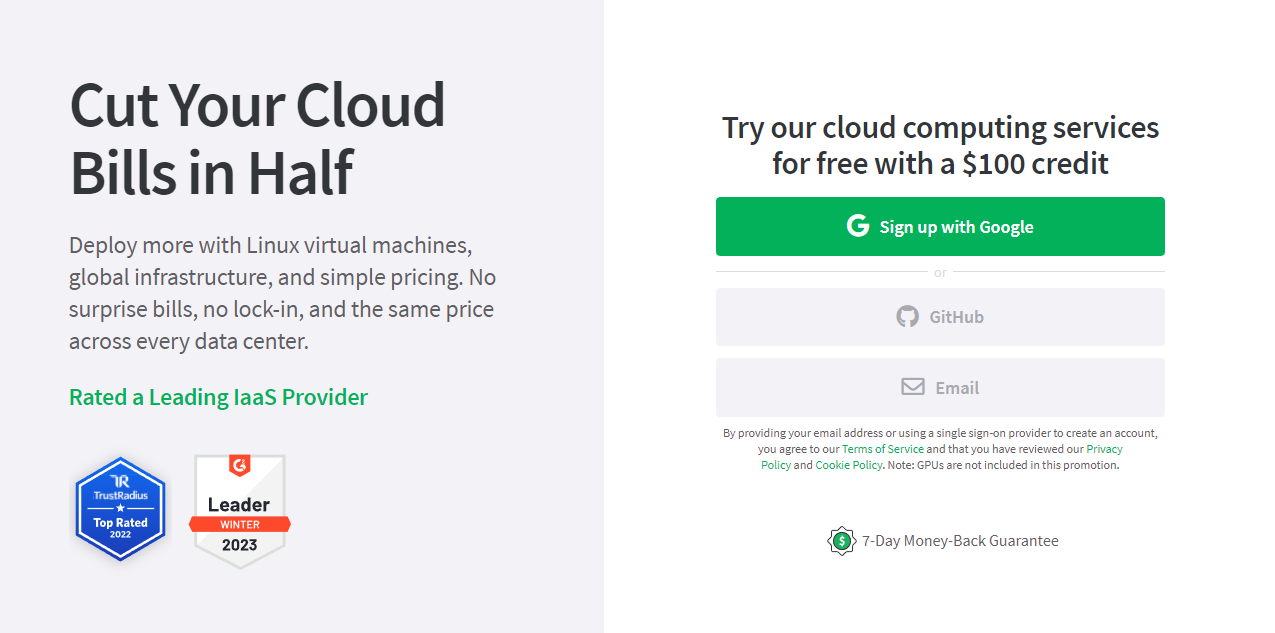 Cut Your Cloud
Bills in Half
Deploy more with Linux virtual machines,
global infrastructure, and simple pricing. No
surprise bills, no lock-in, and the same price
across every data center.
Rated a Leading IaaS Provider
TR
TrustRadius
Top Rated
2022
G
Leader
WINTER
2023
Try our cloud computing services
for free with a $100 credit
G Sign up with Google
or
GitHub
Email
By providing your email address or using a single sign-on provider to create an account,
you agree to our Terms of Service and that you have reviewed our Privacy
Policy and Cookie Policy. Note: GPUs are not included in this promotion.
$ 7-Day Money-Back Guarantee